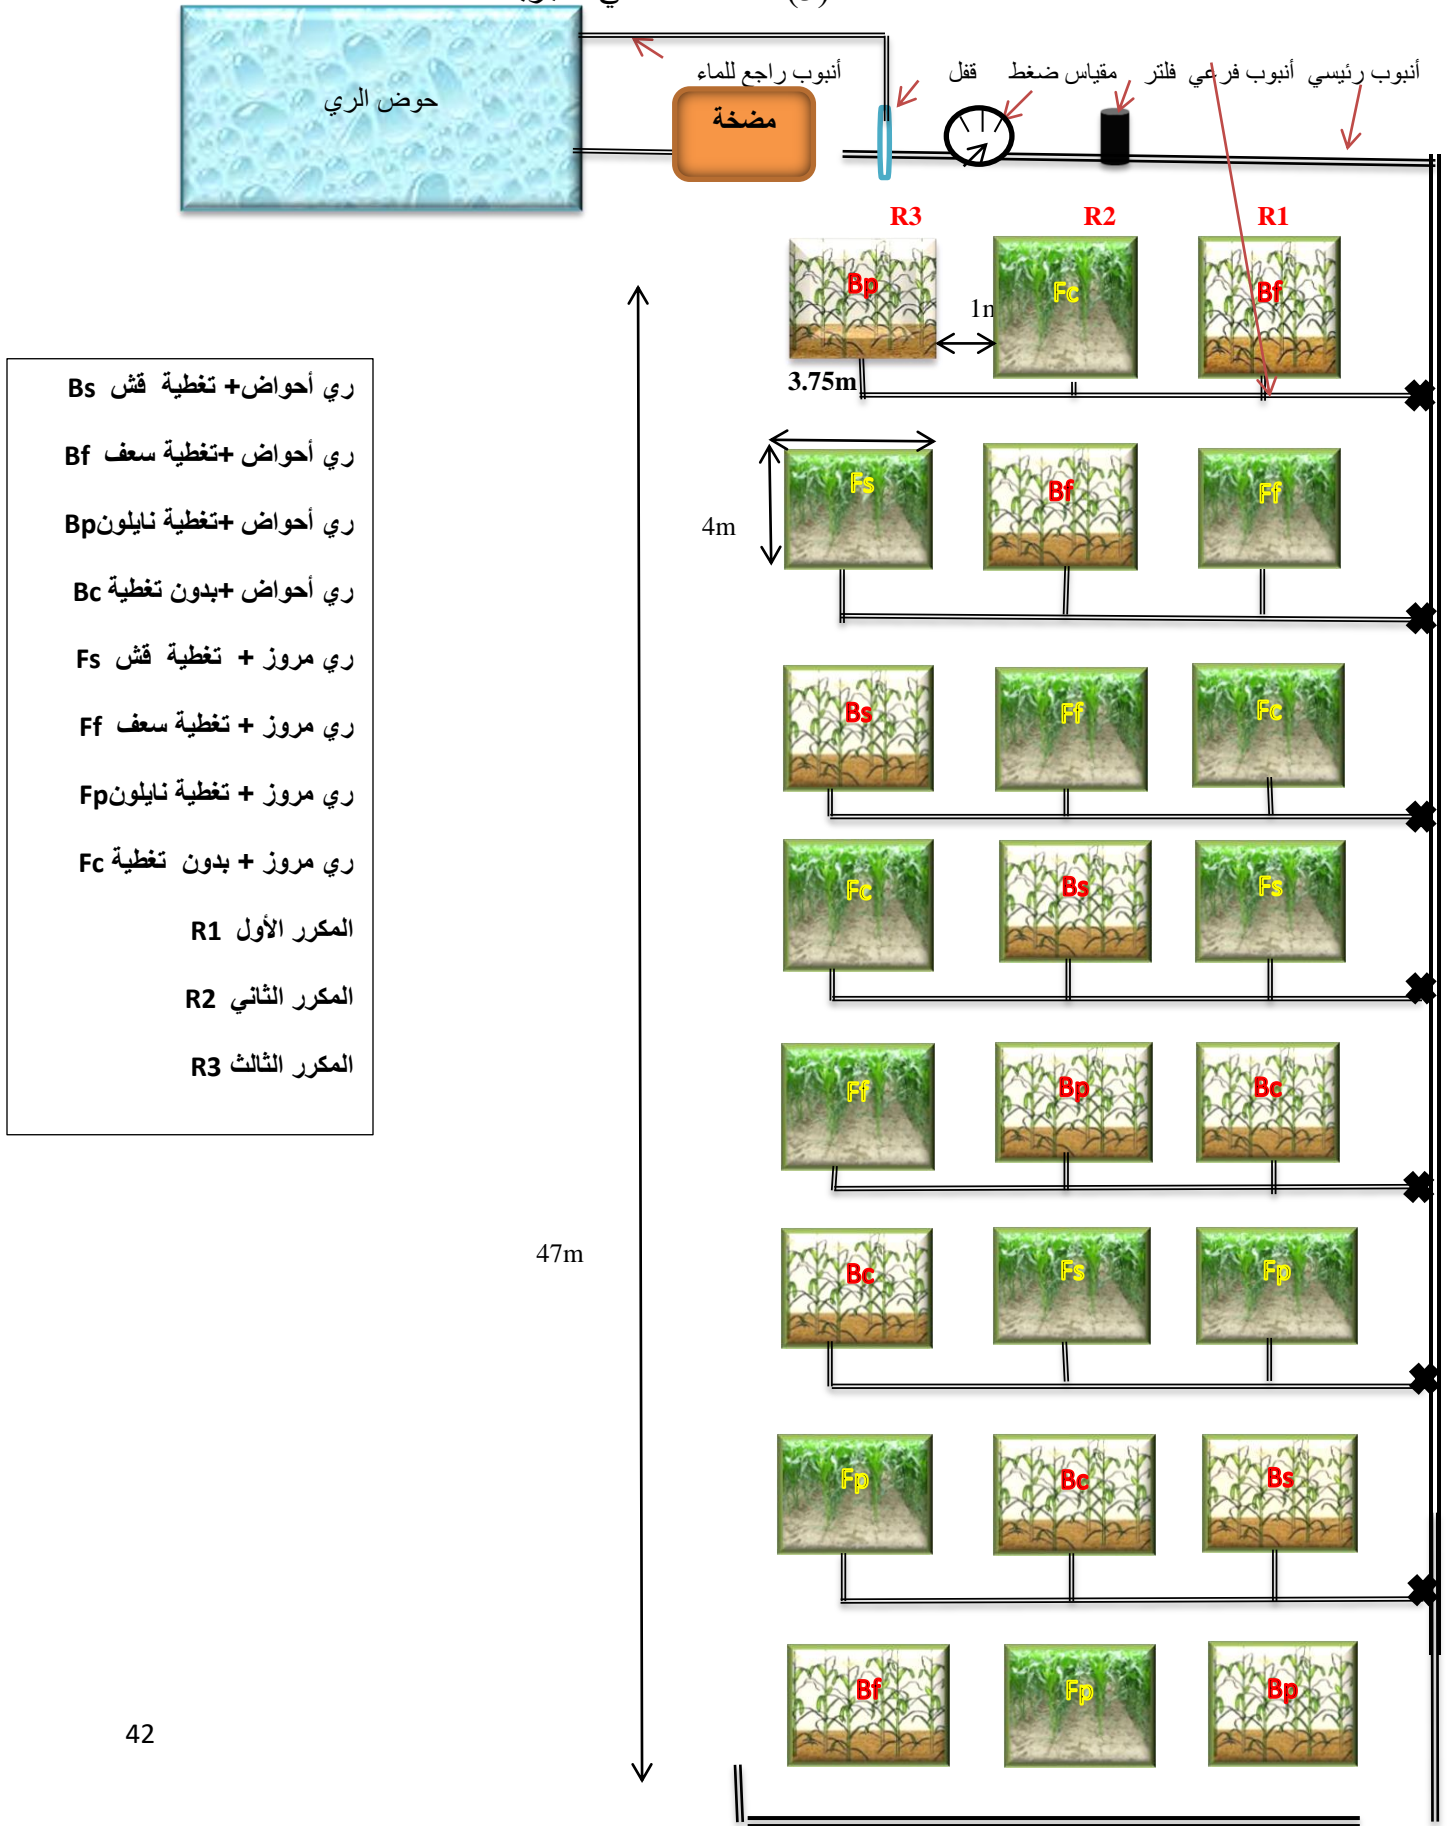 (3)
حوض الري
أنبوب راجع للماء
مضخة
قفل
مقياس ضغط
فلتر
أنبوب فرعي
أنبوب رئيسي
R3 R2 R1
Bp Fc Bf
1m
3.75m
Fs Bf Ff
4m
Bs Ff Fc
Fc Bs Fs
Ff Bp Bc
47m
Bc Fs Fp
Fp Bc Bs
Bf Fp Bp
ري أحواض+ تغطية قش Bs
ري أحواض +تغطية سعف Bf
ري أحواض +تغطية نايلونBp
ري أحواض +بدون تغطية Bc
ري مروز + تغطية قش Fs
ري مروز + تغطية سعف Ff
ري مروز + تغطية نايلونFp
ري مروز + بدون تغطية Fc
المكرر الأول R1
المكرر الثاني R2
المكرر الثالث R3
42